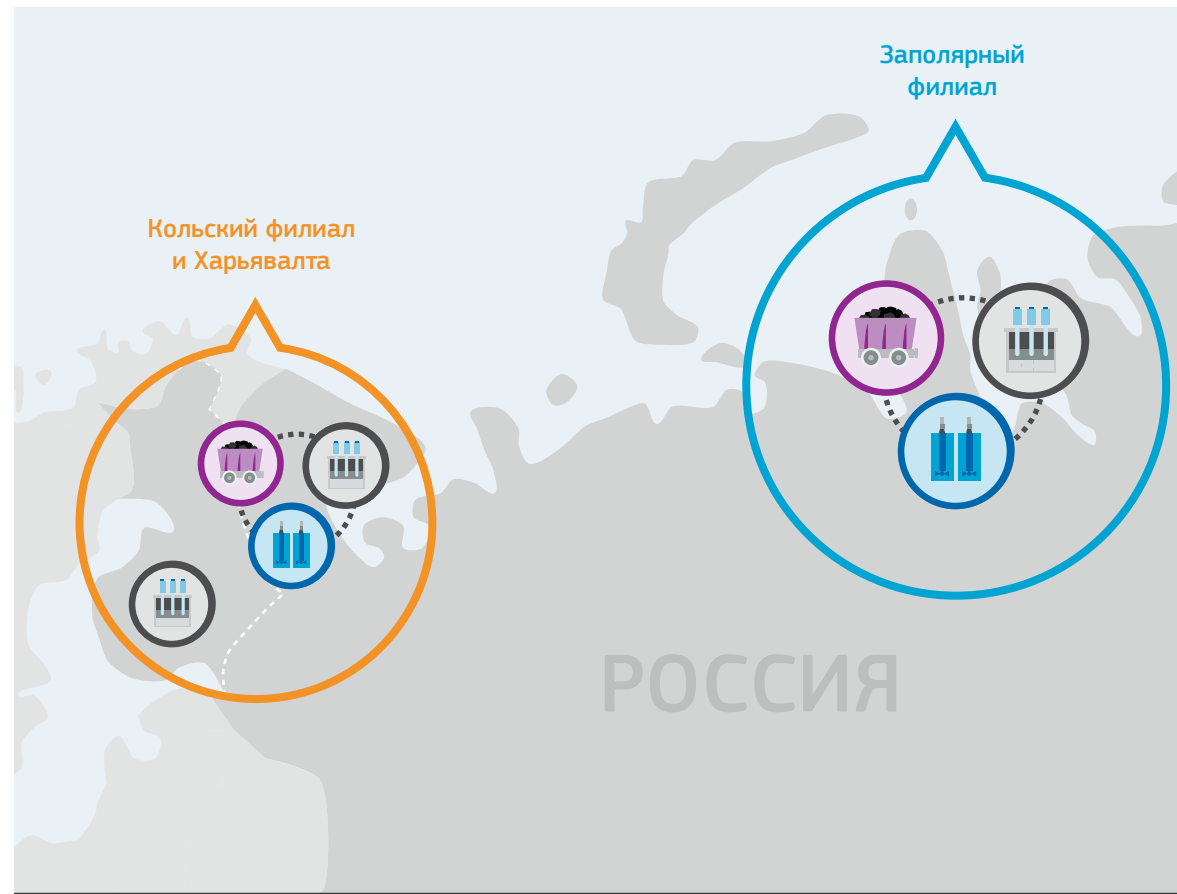 Заполярный
филиал
Кольский филиал
и Харьявалта
РОССИЯ